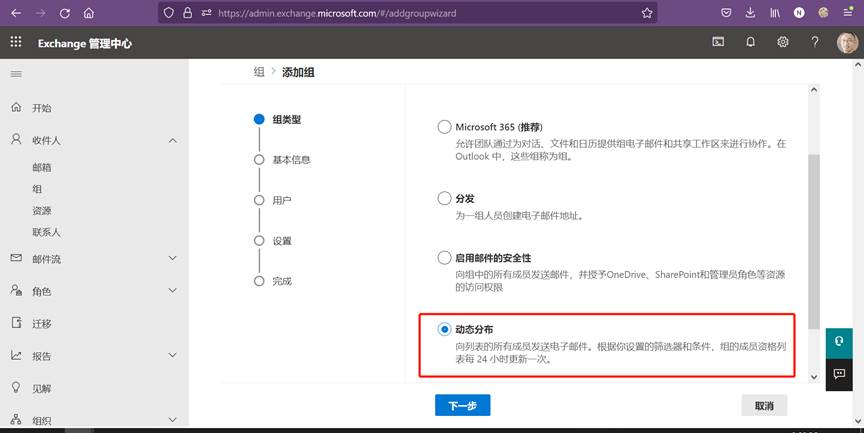 https://admin.exchange.microsoft.com/#/addgroupwizard
N
Exchange 管理中心
组 > 添加组
开始
收件人
邮箱
组
资源
联系人
邮件流
角色
迁移
报告
见解
组织
组类型
基本信息
用户
设置
完成
Microsoft 365 (推荐)
允许团队通过为对话、文件和日历提供组电子邮件和共享工作区来进行协作。在
Outlook 中，这些组称为组。
分发
为一组人员创建电子邮件地址。
启用邮件的安全性
向组中的所有成员发送邮件，并授予OneDrive、SharePoint和管理员角色等资源
的访问权限
动态分布
向列表的所有成员发送电子邮件。根据你设置的筛选器和条件，组的成员资格列
表每 24 小时更新一次。
下一步
取消